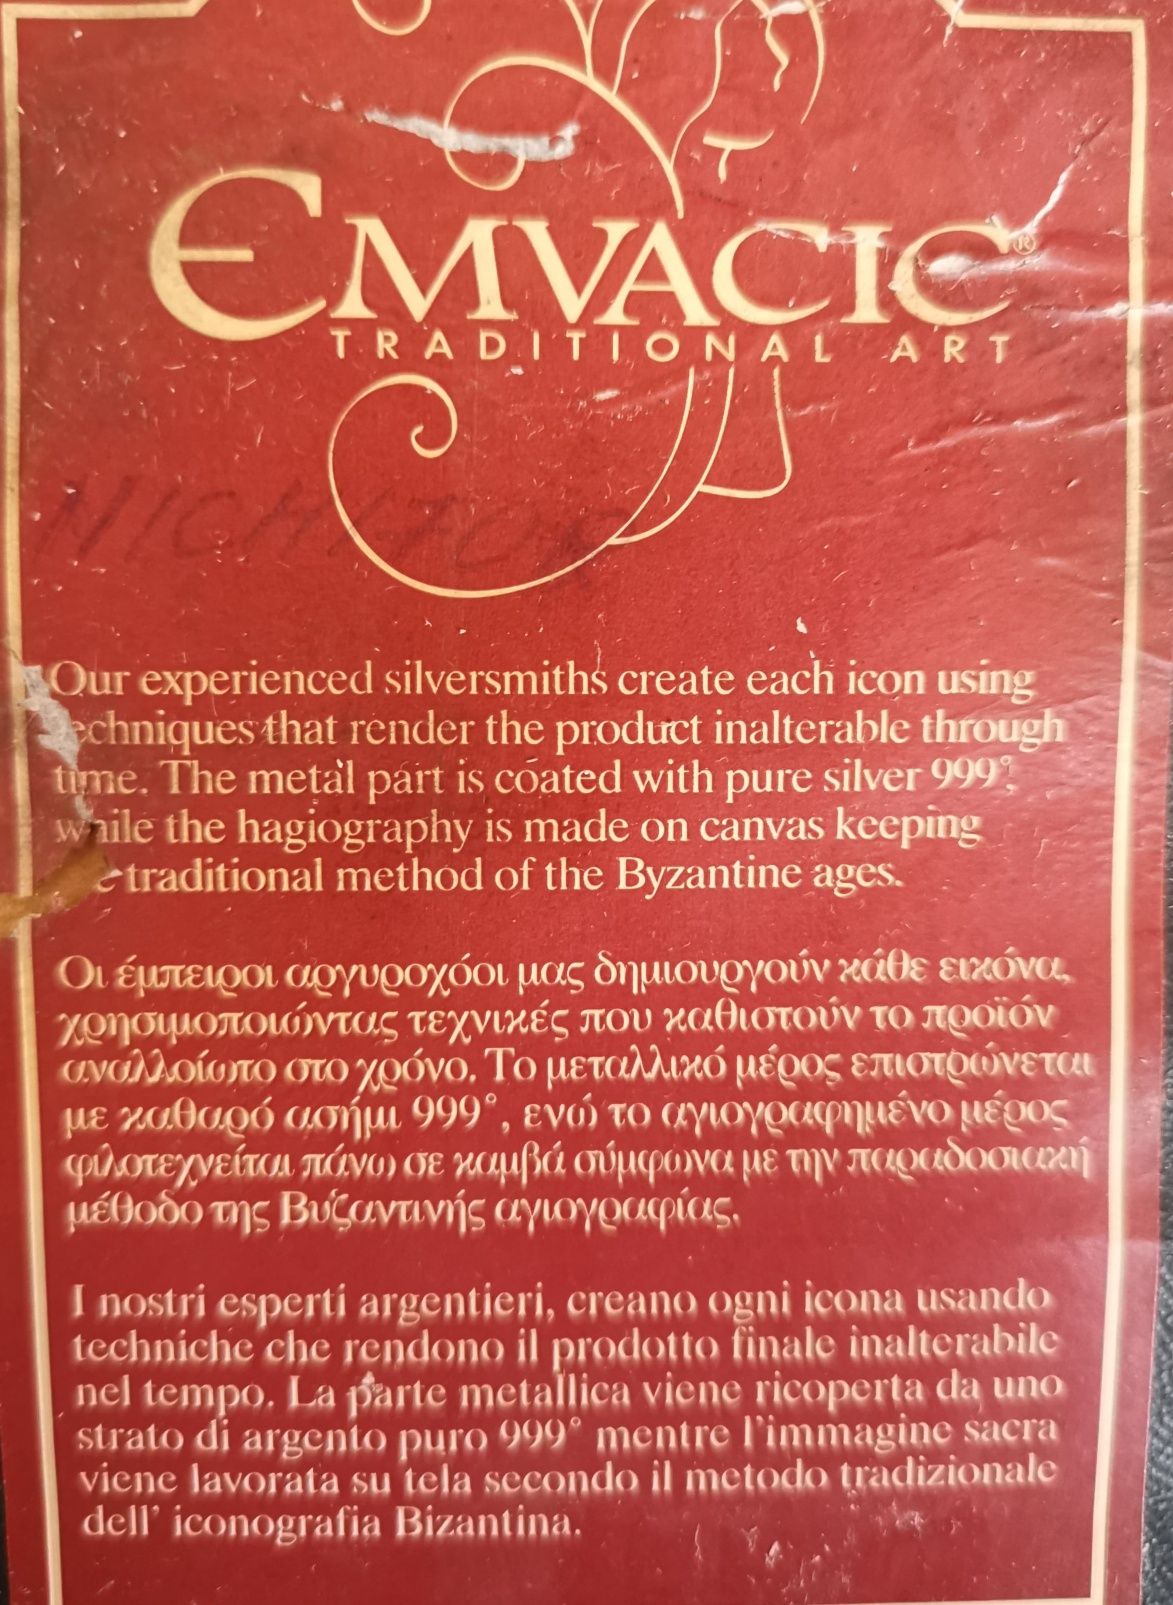 EMVACIC®
TRADITIONAL ART
Our experienced silversmiths create each icon using
techniques that render the product inalterable through
time. The metal part is coated with pure silver 999°,
while the hagiography is made on canvas keeping
traditional method of the Byzantine ages.
Οι έμπειροι αργυροχόοι μας δημιουργούν κάθε εικόνα,
χρησιμοποιώντας τεχνικές που καθιστούν το προϊόν
αναλλοίωτο στο χρόνο. Το μεταλλικό μέρος επιστρώνεται
με καθαρό ασήμι 999°, ενώ το αγιογραφημένο μέρος
φιλοτεχνείται πάνω σε καμβά σύμφωνα με την παραδοσιακή
μέθοδο της Βυζαντινής αγιογραφίας.
I nostri esperti argentieri, creano ogni icona usando
techniche che rendono il prodotto finale inalterabile
nel tempo. La parte metallica viene ricoperta da uno
strato di argento puro 999° mentre l'immagine sacra
viene lavorata su tela secondo il metodo tradizionale
dell' iconografia Bizantina.